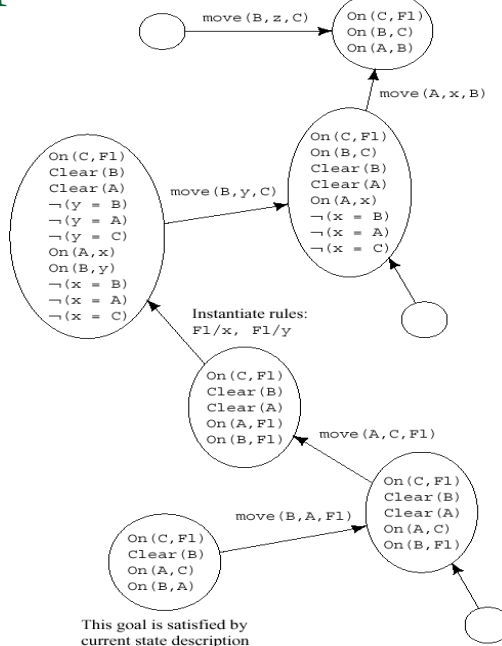 move(B,z,C)
On(C,Fl)
On(B,C)
On(A,B)
move(A,x,B)
On(C,Fl)
On(B,C)
Clear(B)
Clear(A)
On(A,x)
¬(x = B)
¬(x = A)
¬(x = C)
move(B,y,C)
On(C,Fl)
Clear(B)
Clear(A)
¬(y = B)
¬(y = A)
¬(y = C)
On(A,x)
On(B,y)
¬(x = B)
¬(x = A)
¬(x = C)
Instantiate rules:
Fl/x, Fl/y
On(C,Fl)
Clear(B)
Clear(A)
On(A,Fl)
On(B,Fl)
move(A,C,Fl)
On(C,Fl)
Clear(B)
Clear(A)
On(A,C)
On(B,Fl)
move(B,A,Fl)
On(C,Fl)
Clear(B)
On(A,C)
On(B,A)
This goal is satisfied by
current state description